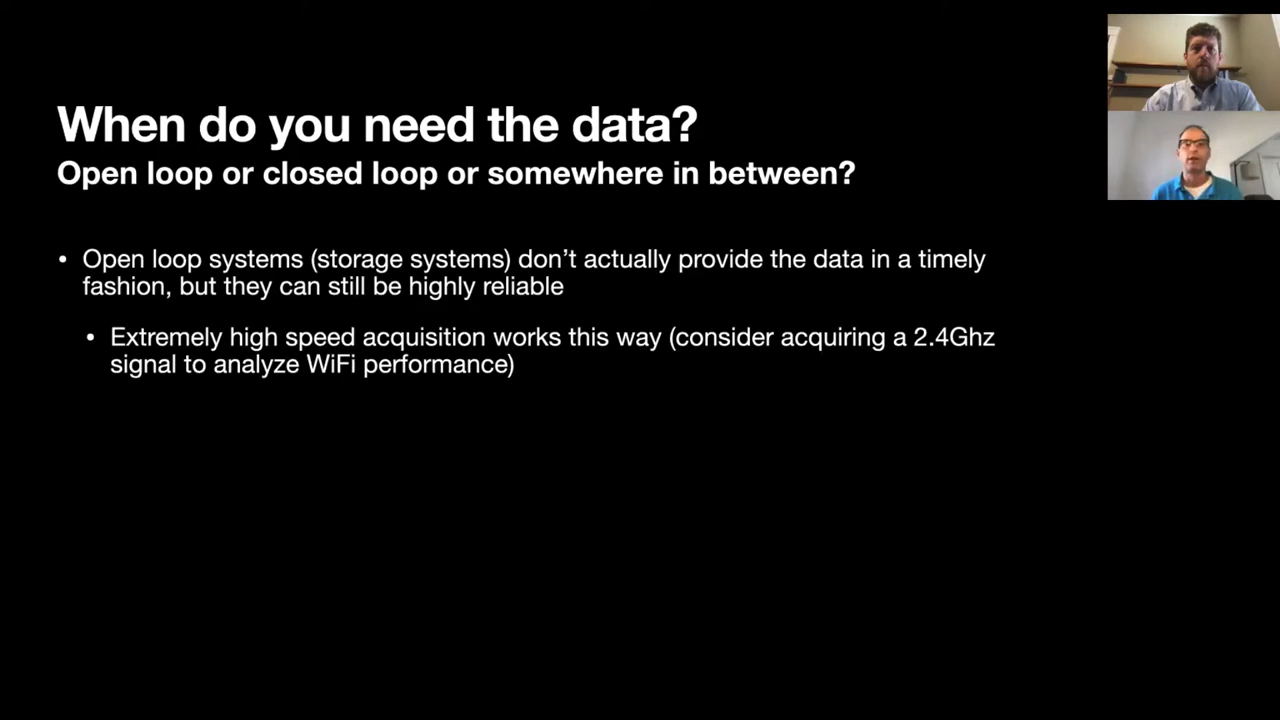 When do you need the data?
Open loop or closed loop or somewhere in between?
• Open loop systems (storage systems) don’t actually provide the data in a timely
fashion, but they can still be highly reliable
• Extremely high speed acquisition works this way (consider acquiring a 2.4Ghz
signal to analyze WiFi performance)